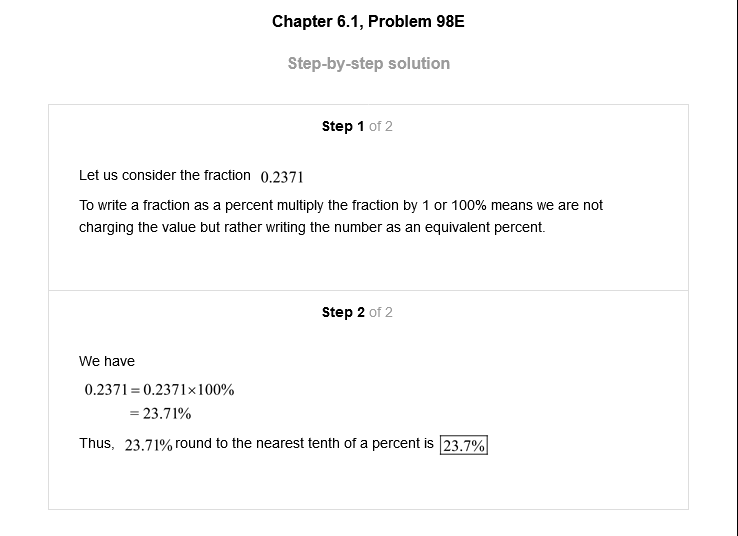 Chapter 6.1, Problem 98E
Step-by-step solution
Step 1 of 2
Let us consider the fraction 0.2371
To write a fraction as a percent multiply the fraction by 1 or 100% means we are not
charging the value but rather writing the number as an equivalent percent.
Step 2 of 2
We have
0.2371 = 0.2371×100%
= 23.71%
Thus, 23.71% round to the nearest tenth of a percent is 23.7%